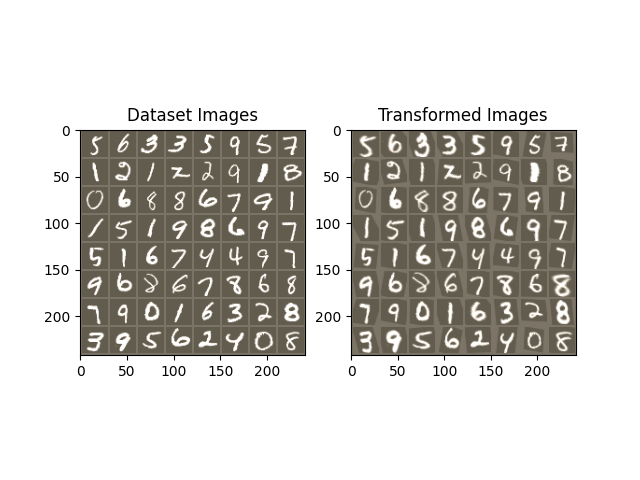 Dataset Images
Transformed Images
0
50
100
150
200
0 50 100 150 200
5 6 3 3 5 9 5 7
1 2 1 z 2 9 1 8
0 6 8 8 6 7 9 1
1 5 1 9 8 6 9 7
5 1 6 7 4 4 9 7
9 6 8 6 7 8 6 8
7 9 0 1 6 3 2 8
3 9 5 6 2 4 0 8
0
50
100
150
200
0 50 100 150 200
5 6 3 3 5 9 5 7
1 2 1 z 2 9 1 8
0 6 8 8 6 7 9 1
1 5 1 9 8 6 9 7
5 1 6 7 4 4 9 7
9 6 8 6 7 8 6 8
7 9 0 1 6 3 2 8
3 9 5 6 2 4 0 8